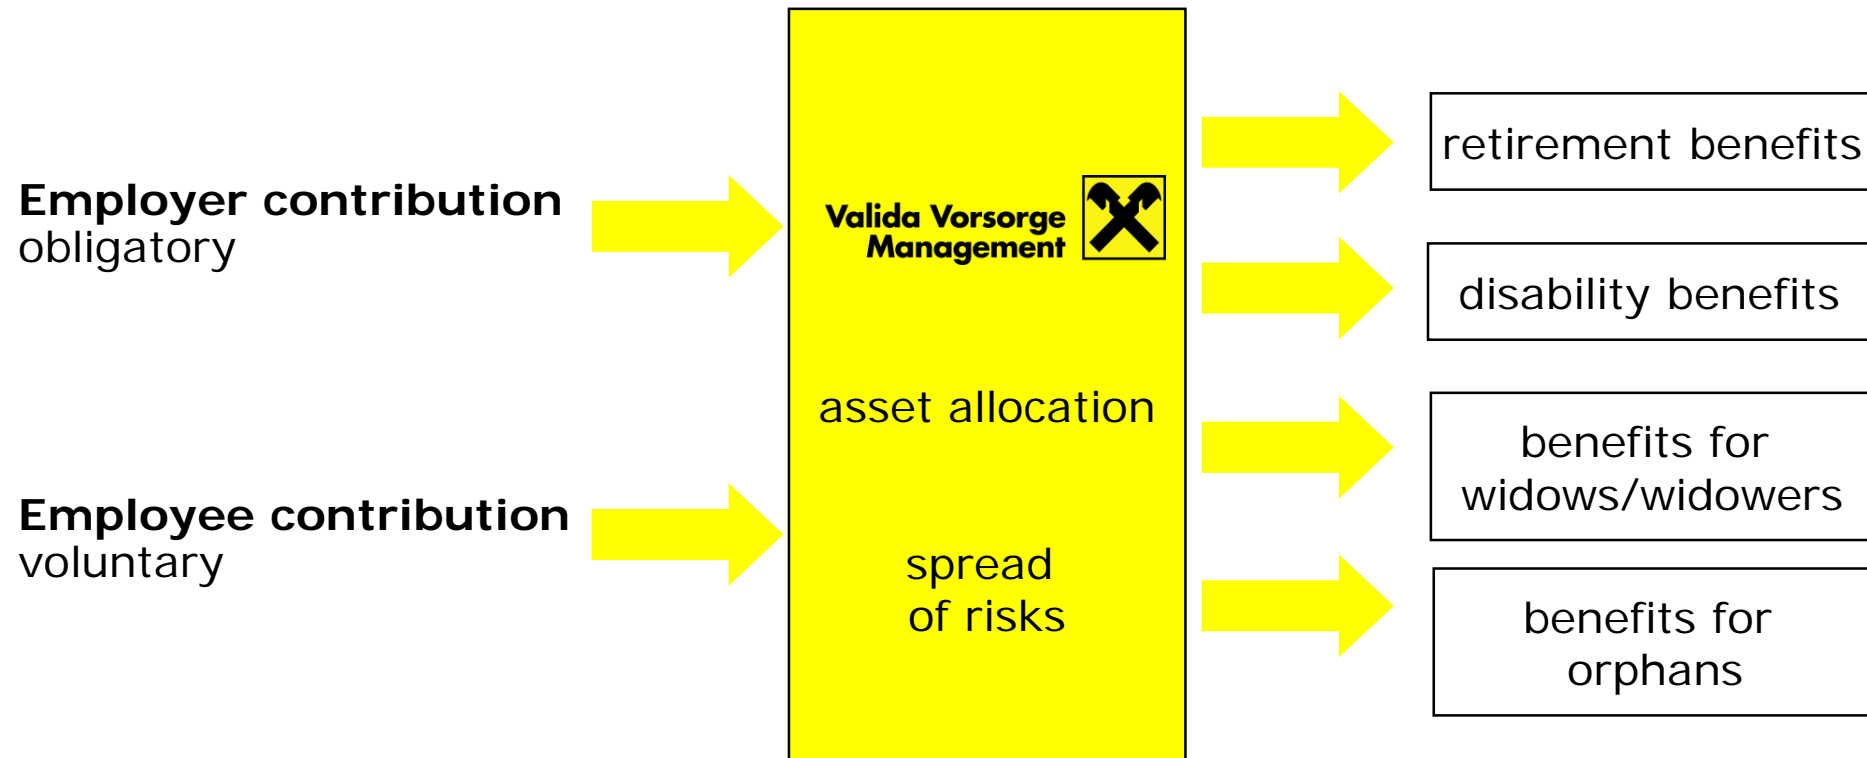 Employer contribution
obligatory
Employee contribution
voluntary
Valida Vorsorge
Management
asset allocation
spread
of risks
retirement benefits
disability benefits
benefits for
widows/widowers
benefits for
orphans